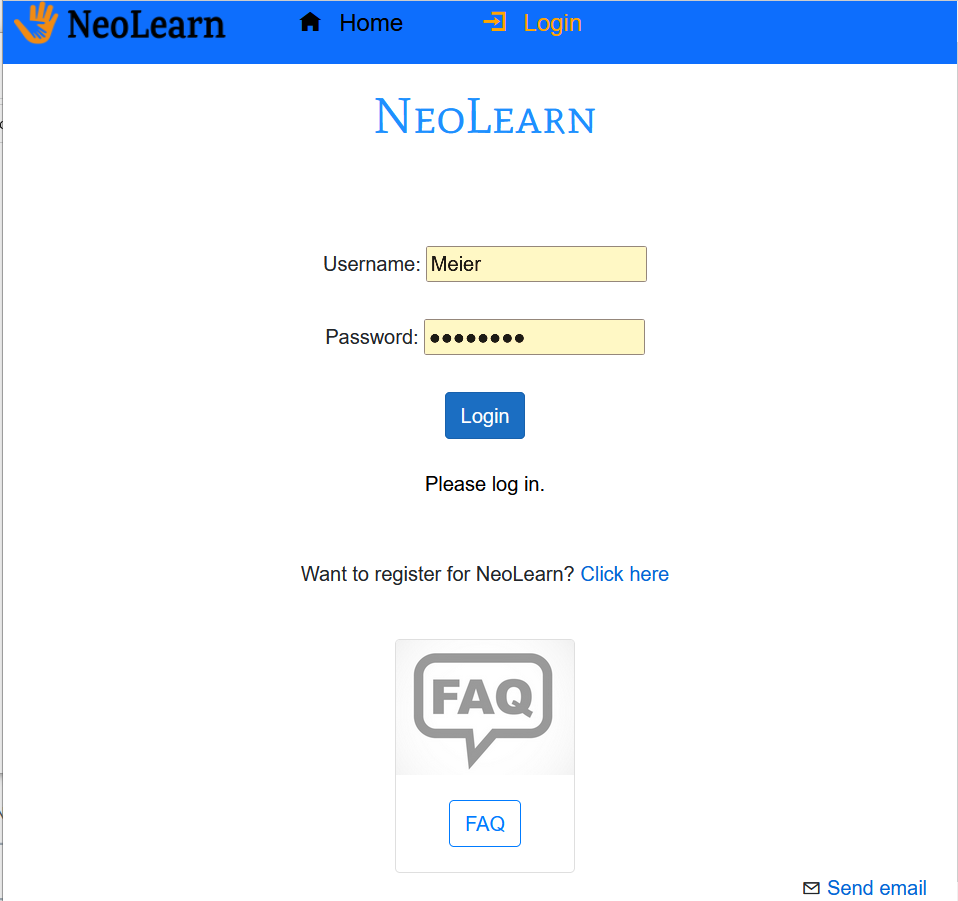 NeoLearn Home Login
NeoLearn
Username: Meier
Password: ●●●●●●●●
Login
Please log in.
Want to register for NeoLearn? Click here
FAQ
FAQ
Send email